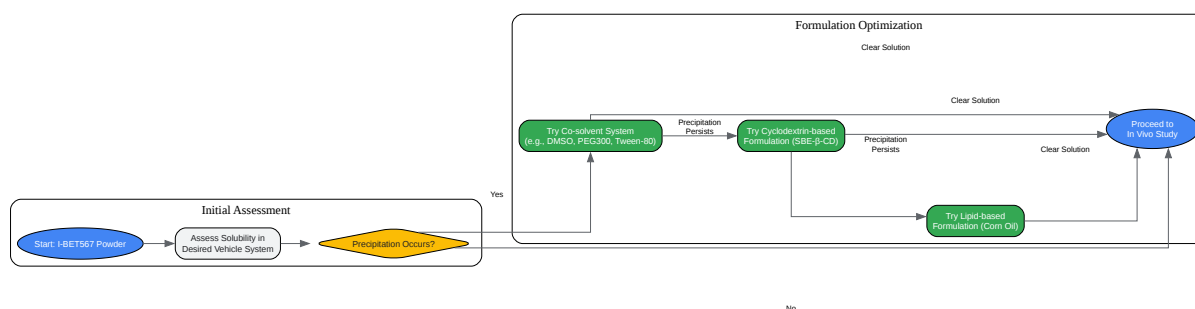 Formulation Optimization
Clear Solution
Clear Solution
Try Co-solvent System
(e.g., DMSO, PEG300, Tween-80)
Precipitation
Persists
Try Cyclodextrin-based
Formulation (SBE-β-CD)
Precipitation
Persists
Clear Solution
Proceed to
In Vivo Study
Yes
Try Lipid-based
Formulation (Corn Oil)
Initial Assessment
Start: I-BET567 Powder
Assess Solubility in
Desired Vehicle System
Precipitation Occurs?
No